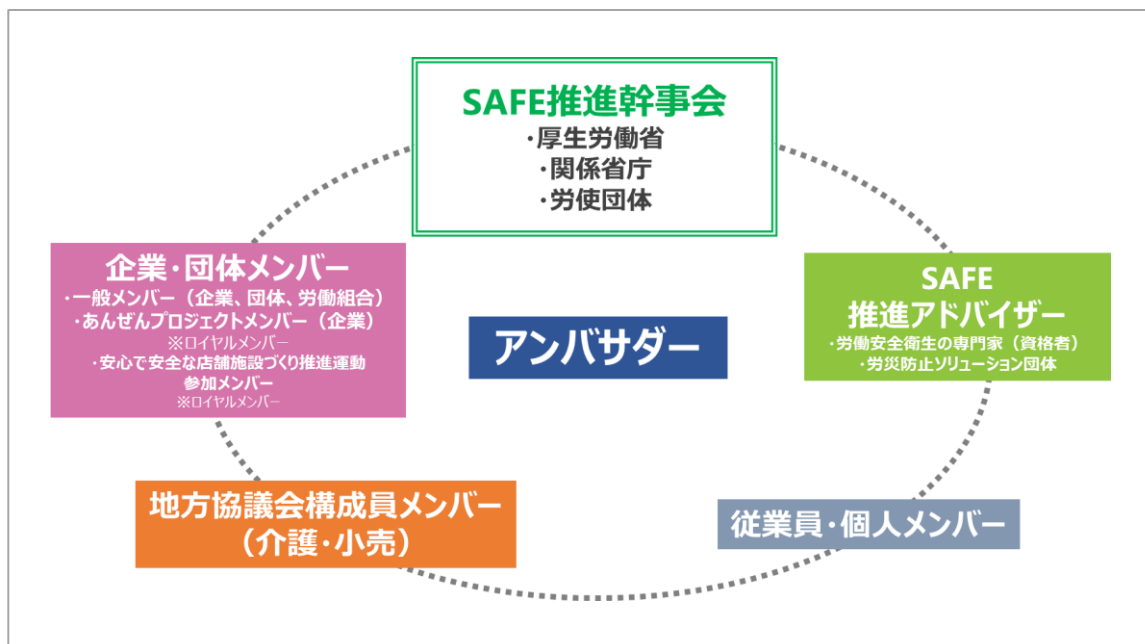 SAFE推進幹事会
・厚生労働省
・関係省庁
・労使団体
企業・団体メンバー
・一般メンバー（企業、団体、労働組合）
・あんぜんプロジェクトメンバー（企業）
※ロイヤルメンバー
・安心で安全な店舗施設づくり推進運動
参加メンバー
※ロイヤルメンバー
アンバサダー
SAFE
推進アドバイザー
・労働安全衛生の専門家（資格者）
・労災防止ソリューション団体
地方協議会構成員メンバー
（介護・小売）
従業員・個人メンバー